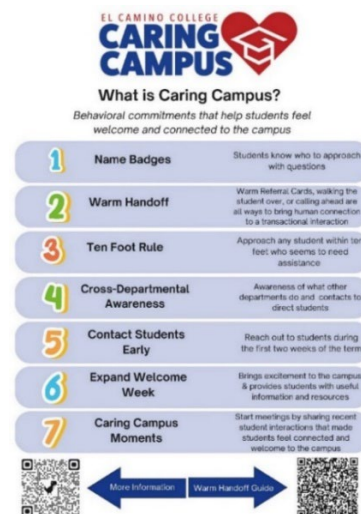 EL CAMINO COLLEGE
CARING
CAMPUS
What is Caring Campus?
Behavioral commitments that help students feel
welcome and connected to the campus
1
Name Badges
Students know who to approach
with questions
2
Warm Handoff
Warm Referral Cards, walking the
student over, or calling ahead are
all ways to bring human connection
to a transactional interaction
3
Ten Foot Rule
Approach any student within ten
feet who seems to need
assistance
4
Cross-Departmental
Awareness
Awareness of what other
departments do and contacts to
direct students
5
Contact Students
Early
Reach out to students during
the first two weeks of the term
6
Expand Welcome
Week
Brings excitement to the campus
& provides students with useful
information and resources
7
Caring Campus
Moments
Start meetings by sharing recent
student interactions that made
students feel connected and
welcome to the campus
More Information
Warm Handoff Guide